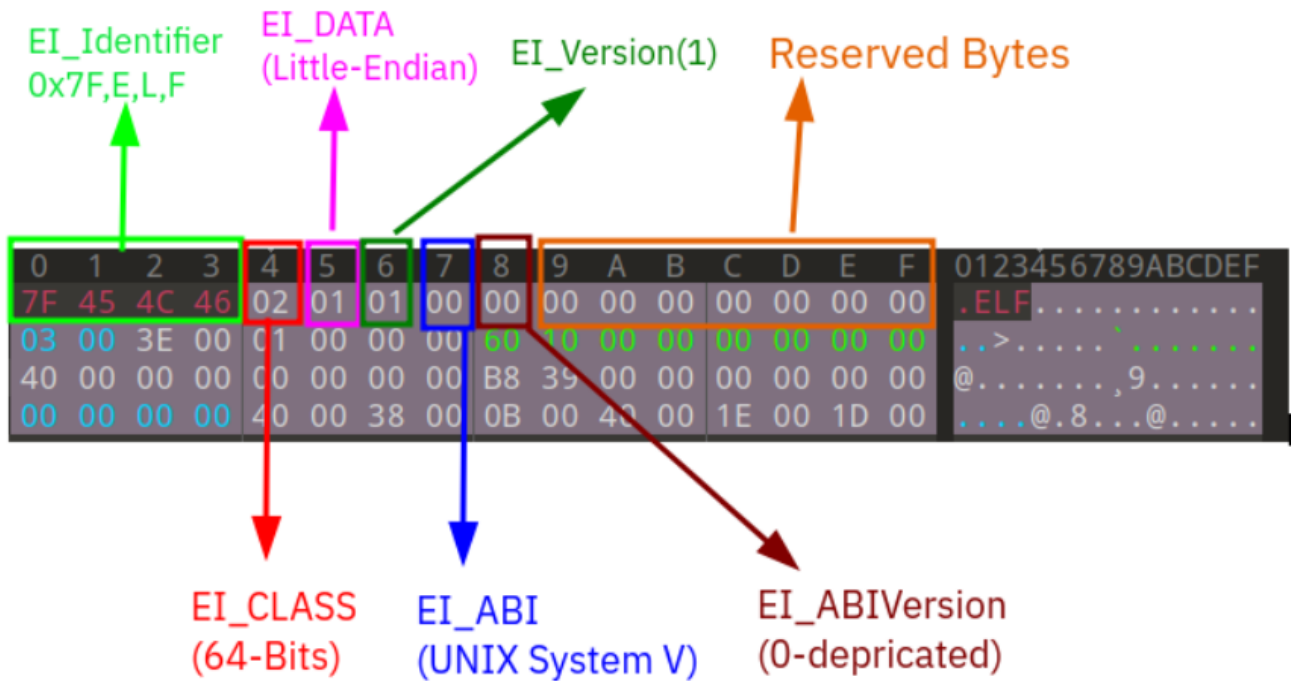 EI_Identifier
0x7F,E,L,F
EI_DATA
(Little-Endian)
EI_Version(1)
Reserved Bytes
0 1 2 3 4 5 6 7 8 9 A B C D E F 0123456789ABCDEF
7F 45 4C 46 02 01 01 00 00 00 00 00 00 00 00 00 .ELF............
03 00 3E 00 01 00 00 00 60 10 00 00 00 00 00 00 ..>.....`.......
40 00 00 00 00 00 00 00 B8 39 00 00 00 00 00 00 @.......¸9......
00 00 00 00 40 00 38 00 0B 00 40 00 1E 00 1D 00 ....@.8...@.....
EI_CLASS
(64-Bits)
EI_ABI
(UNIX System V)
EI_ABIVersion
(0-depricated)